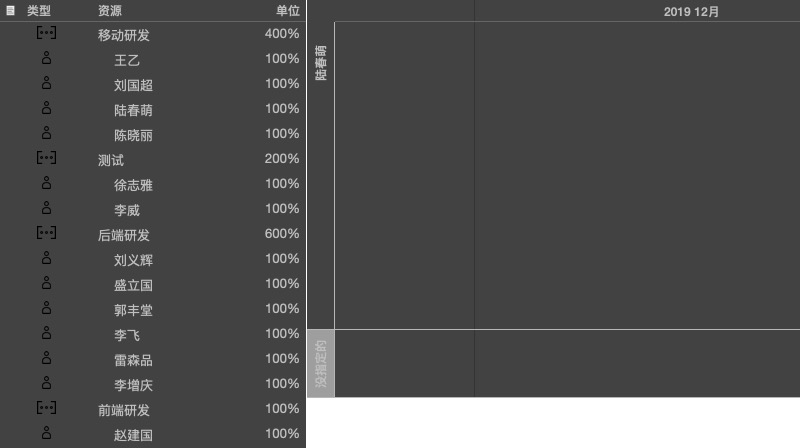 类型 资源 单位
移动研发 400%
王乙 100%
刘国超 100%
陆春萌 100%
陈晓丽 100%
测试 200%
徐志雅 100%
李威 100%
后端研发 600%
刘义辉 100%
盛立国 100%
郭丰堂 100%
李飞 100%
雷森品 100%
李增庆 100%
前端研发 100%
赵建国 100%
2019 12月
陆春萌
没指定的